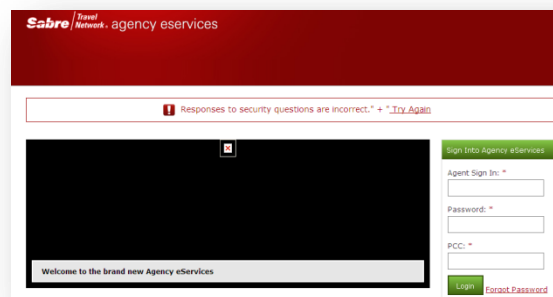 Sabre Travel Network. agency eservices
Responses to security questions are incorrect." + " Try Again
Sign Into Agency eServices
Agent Sign In: *
Password: *
PCC: *
Welcome to the brand new Agency eServices
Login Forgot Password